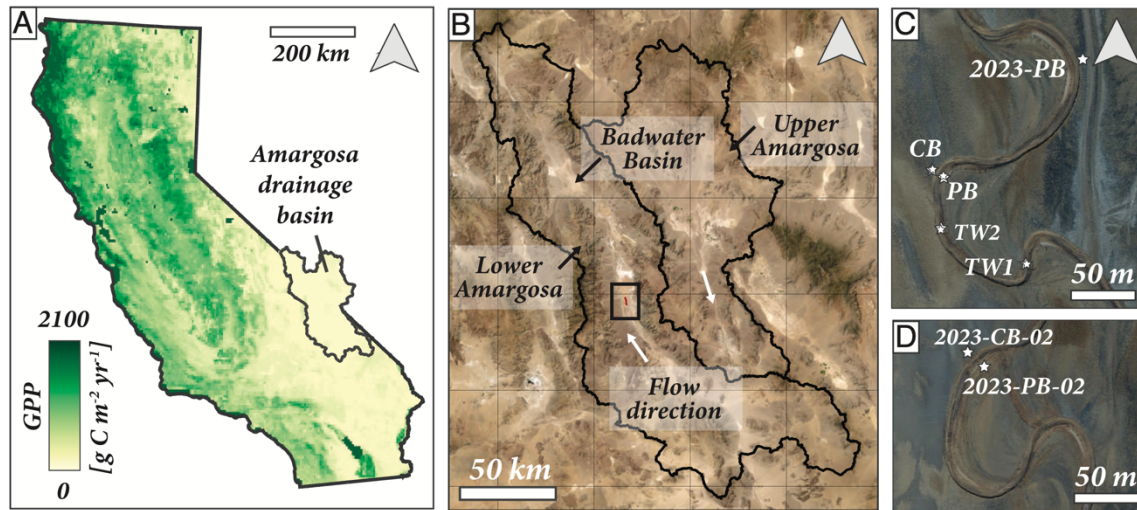 A
200 km
Amargosa
drainage
basin
2100
GPP
[g C m-2 yr-1]
0
B
Badwater
Basin
Upper
Amargosa
Lower
Amargosa
Flow
direction
50 km
C
2023-PB
CB
PB
TW2
TW1
50 m
D
2023-CB-02
2023-PB-02
50 m